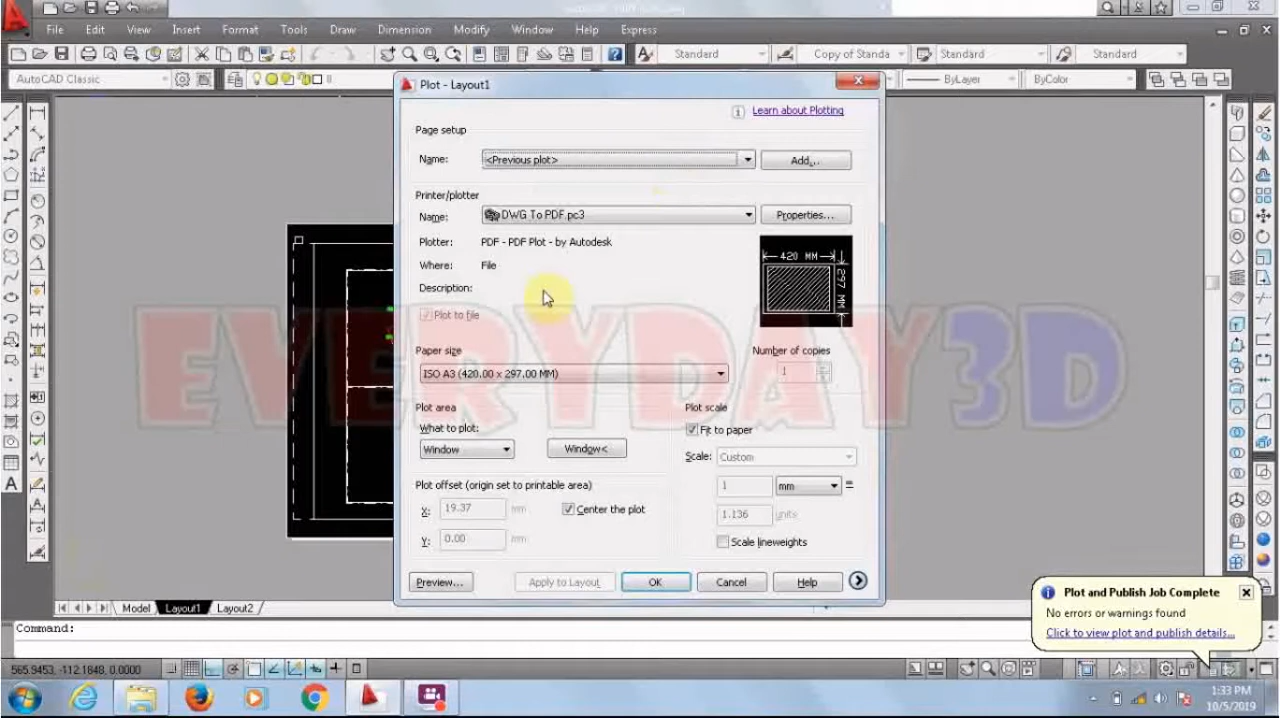 File Edit View Insert Format Tools Draw Dimension Modify Window Help Express
Standard Copy of Standa Standard Standard
AutoCAD Classic 0 ByLayer ByColor
Plot - Layout1
Learn about Plotting
Page setup
Name: <Previous plot> Add...
Printer/plotter
Name: DWG To PDF.pc3 Properties...
Plotter: PDF - PDF Plot - by Autodesk
Where: File
Description:
420 MM
297 MM
Plot to file
Paper size Number of copies
ISO A3 (420.00 x 297.00 MM) 1
EVERYDAY3D
Plot area Plot scale
What to plot: Fit to paper
Window Window< Scale: Custom
Plot offset (origin set to printable area) 1 mm =
X: 19.37 mm Center the plot 1.136 units
Y: 0.00 mm Scale lineweights
Preview... Apply to Layout OK Cancel Help
Plot and Publish Job Complete
No errors or warnings found
Click to view plot and publish details...
Model Layout1 Layout2
Command:
565.9453, -112.1848, 0.0000
1:33 PM
10/5/2019